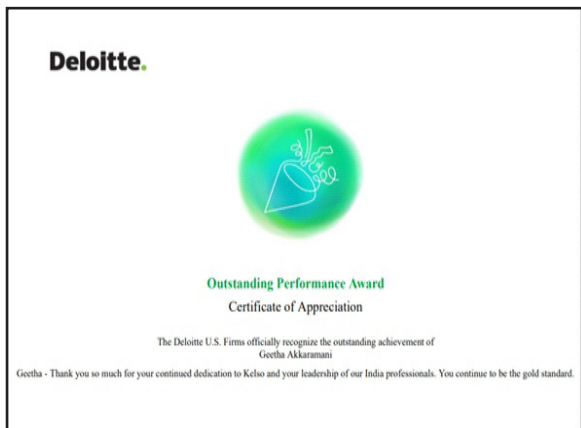 Deloitte.
Outstanding Performance Award
Certificate of Appreciation
The Deloitte U.S. Firms officially recognize the outstanding achievement of
Geetha Akkaramani
Geetha - Thank you so much for your continued dedication to Kelso and your leadership of our India professionals. You continue to be the gold standard.